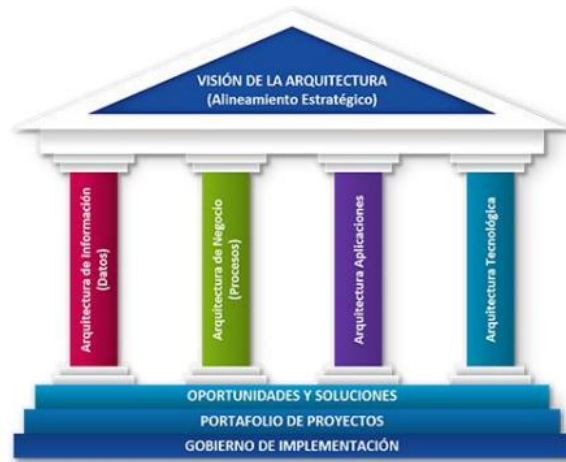 VISIÓN DE LA ARQUITECTURA
(Alineamiento Estratégico)
Arquitectura de Información
(Datos)
Arquitectura de Negocio
(Procesos)
Arquitectura Aplicaciones
Arquitectura Tecnológica
OPORTUNIDADES Y SOLUCIONES
PORTAFOLIO DE PROYECTOS
GOBIERNO DE IMPLEMENTACIÓN